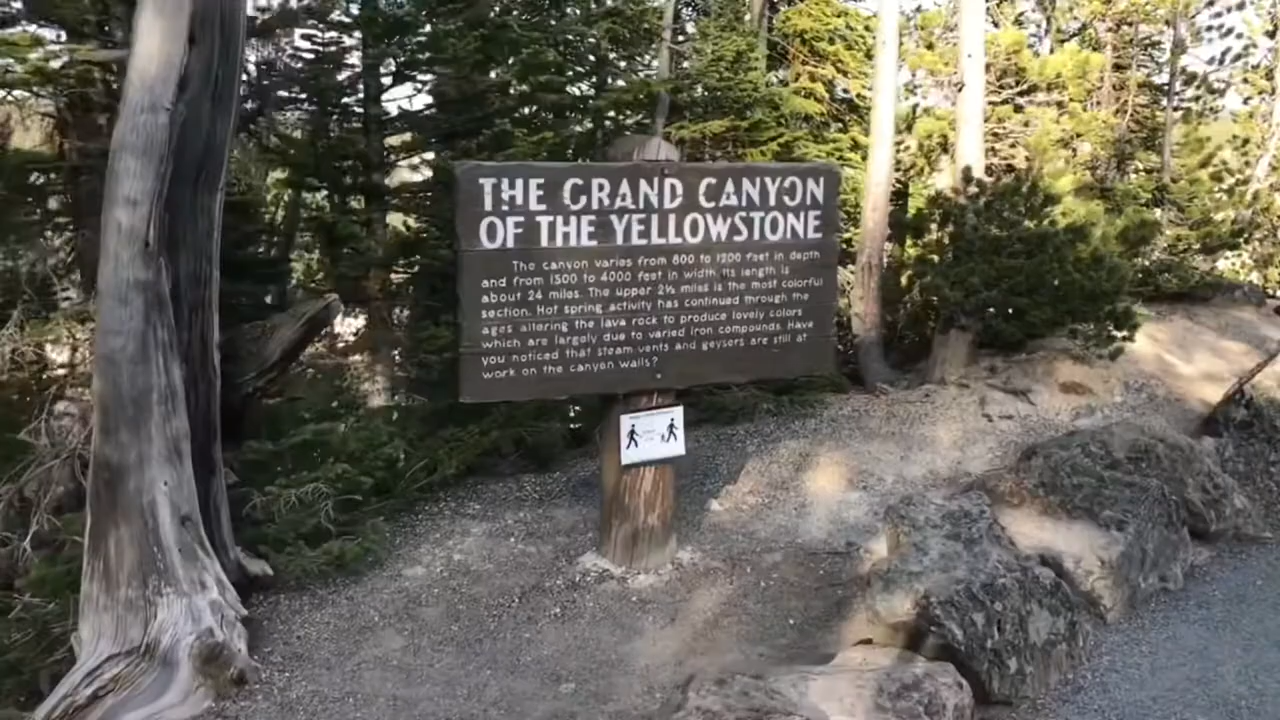 THE GRAND CANYON
OF THE YELLOWSTONE
The canyon varies from 800 to 1200 feet in depth
and from 1500 to 4000 feet in width. Its length is
about 24 miles. The upper 2½ miles is the most colorful
section. Hot spring activity has continued through the
ages altering the lava rock to produce lovely colors
which are largely due to varied iron compounds. Have
you noticed that steam vents and geysers are still at
work on the canyon walls?